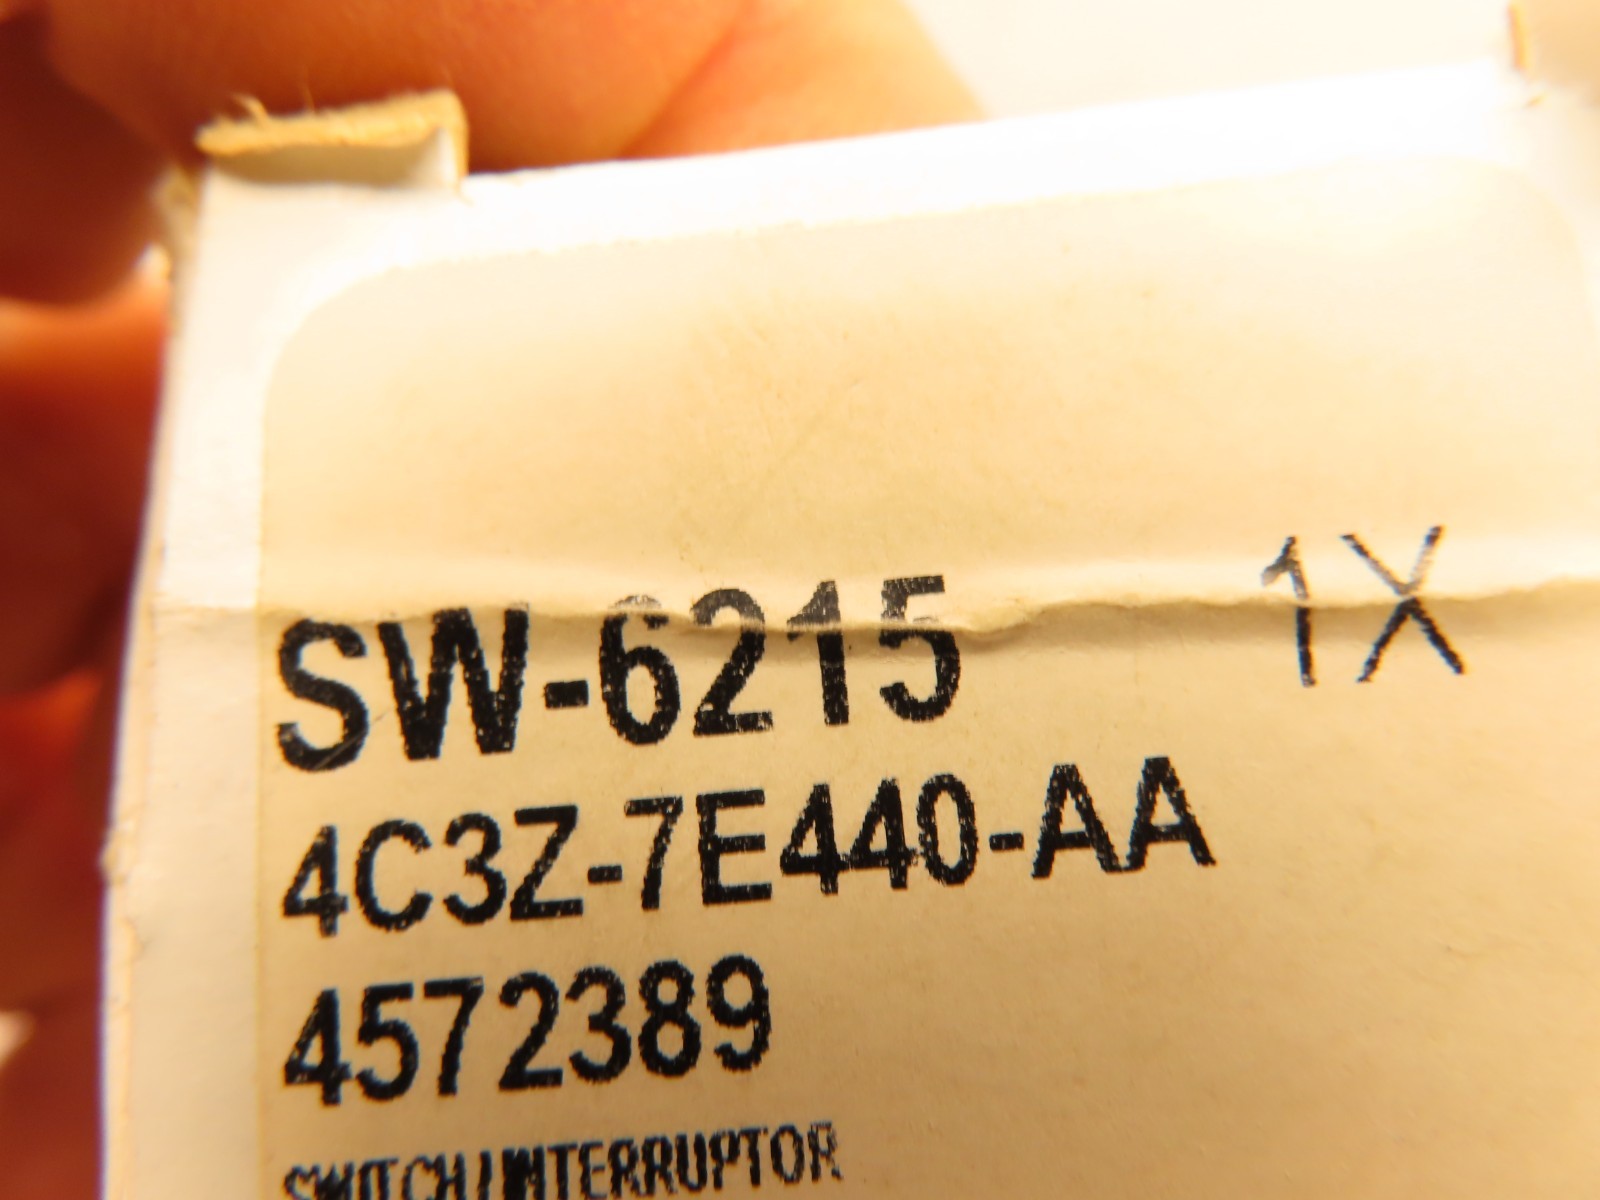 SW-6215 1X
4C3Z-7E440-AA
4572389
SWITCH / INTERRUPTOR